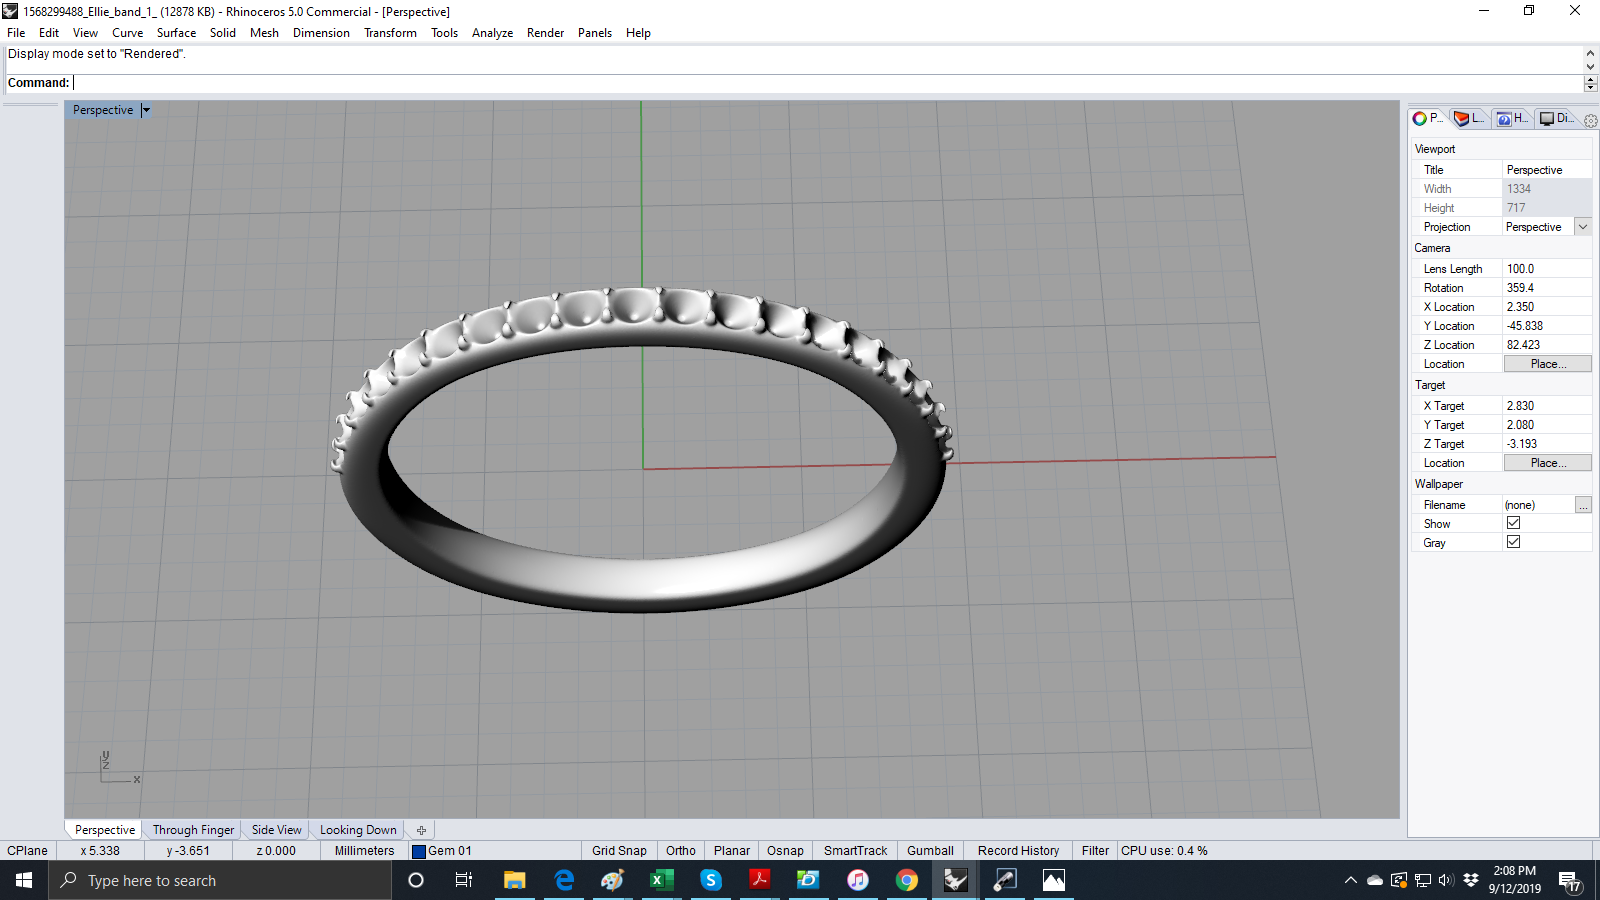 1568299488_Ellie_band_1_ (12878 KB) - Rhinoceros 5.0 Commercial - [Perspective]
File Edit View Curve Surface Solid Mesh Dimension Transform Tools Analyze Render Panels Help
Display mode set to "Rendered".
Command:
Perspective
P... L... H... Di...
Viewport
Title Perspective
Width 1334
Height 717
Projection Perspective
Camera
Lens Length 100.0
Rotation 359.4
X Location 2.350
Y Location -45.838
Z Location 82.423
Location Place...
Target
X Target 2.830
Y Target 2.080
Z Target -3.193
Location Place...
Wallpaper
Filename (none) ...
Show
Gray
y
z
x
Perspective Through Finger Side View Looking Down
CPlane x 5.338 y -3.651 z 0.000 Millimeters Gem 01 Grid Snap Ortho Planar Osnap SmartTrack Gumball Record History Filter CPU use: 0.4 %
Type here to search
2:08 PM
9/12/2019
17